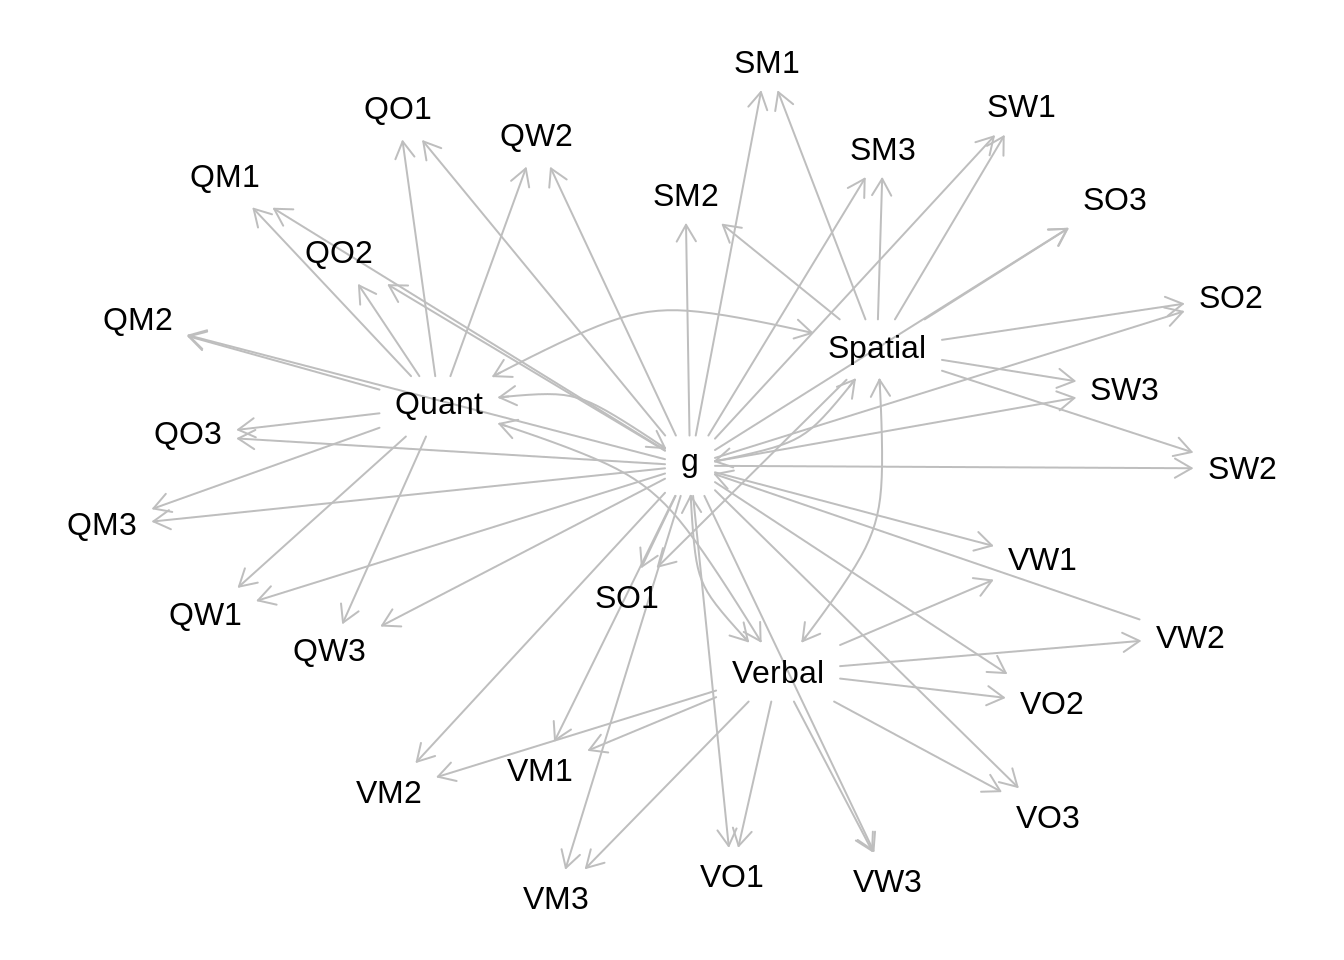 SM1
SW1
QO1
QW2
SM3
QM1
SM2
SO3
QO2
SO2
QM2
Spatial
SW3
Quant
QO3
g
SW2
QM3
VW1
SO1
QW1
VW2
QW3
Verbal
VO2
VM1
VM2
VO3
VO1
VW3
VM3